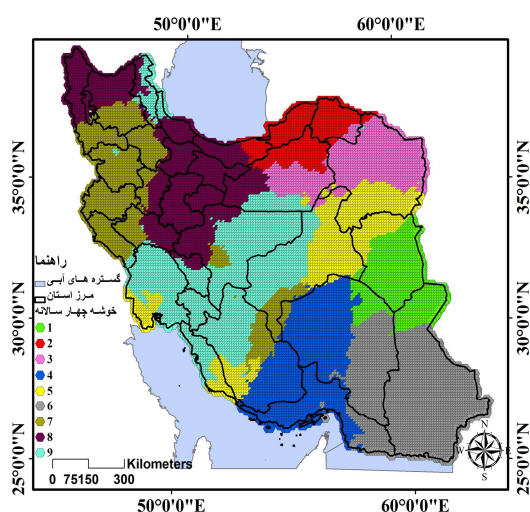 50°0'0"E
60°0'0"E
35°0'0"N
30°0'0"N
25°0'0"N
35°0'0"N
30°0'0"N
25°0'0"N
راهنما
گستره های آبی
مرز استان
خوشه چهار سالانه
1
2
3
4
5
6
7
8
9
Kilometers
0 75150 300
N
W E
S
50°0'0"E
60°0'0"E